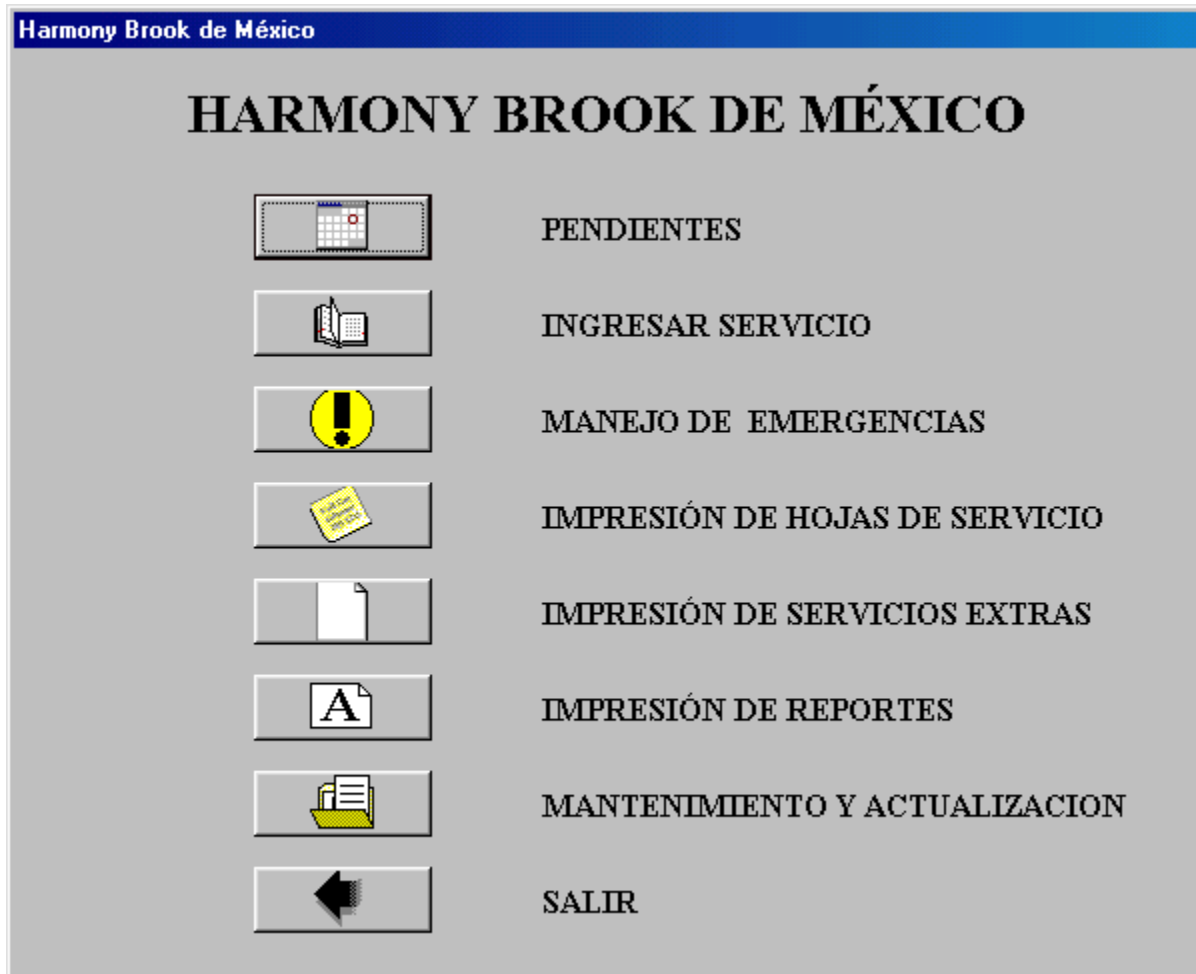 Harmony Brook de México
HARMONY BROOK DE MÉXICO
PENDIENTES
INGRESAR SERVICIO
MANEJO DE EMERGENCIAS
IMPRESIÓN DE HOJAS DE SERVICIO
IMPRESIÓN DE SERVICIOS EXTRAS
A
IMPRESIÓN DE REPORTES
MANTENIMIENTO Y ACTUALIZACION
SALIR